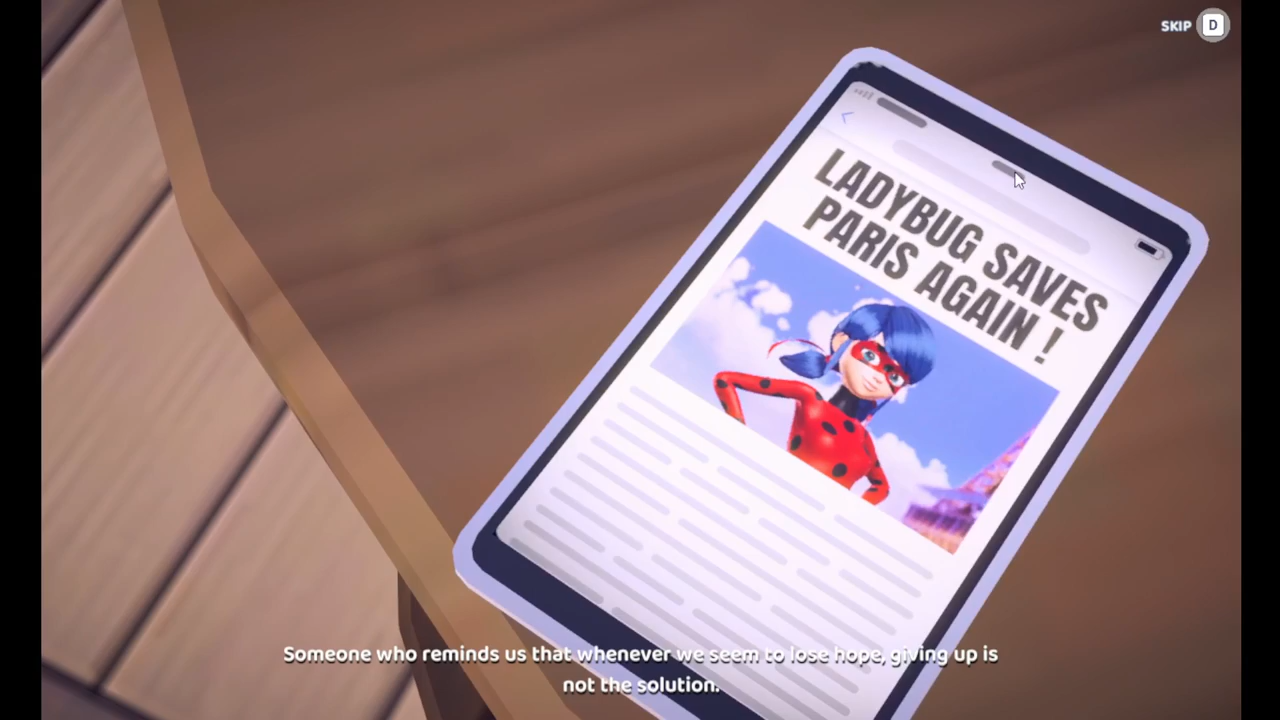 SKIP D
LADYBUG SAVES
PARIS AGAIN !
Someone who reminds us that whenever we seem to lose hope, giving up is
not the solution.